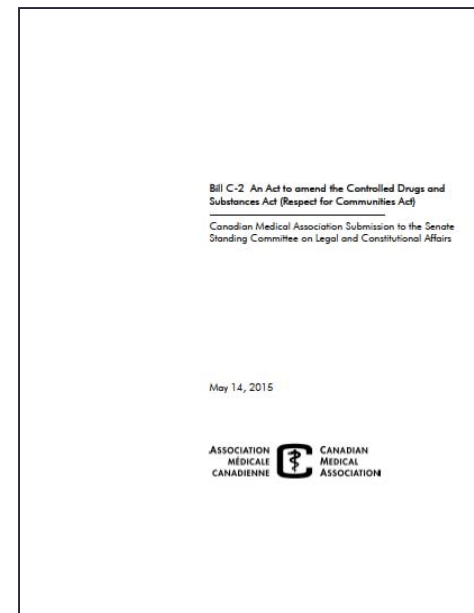 Bill C-2 An Act to amend the Controlled Drugs and
Substances Act (Respect for Communities Act)
Canadian Medical Association Submission to the Senate
Standing Committee on Legal and Constitutional Affairs
May 14, 2015
ASSOCIATION
MÉDICALE
CANADIENNE
CANADIAN
MEDICAL
ASSOCIATION